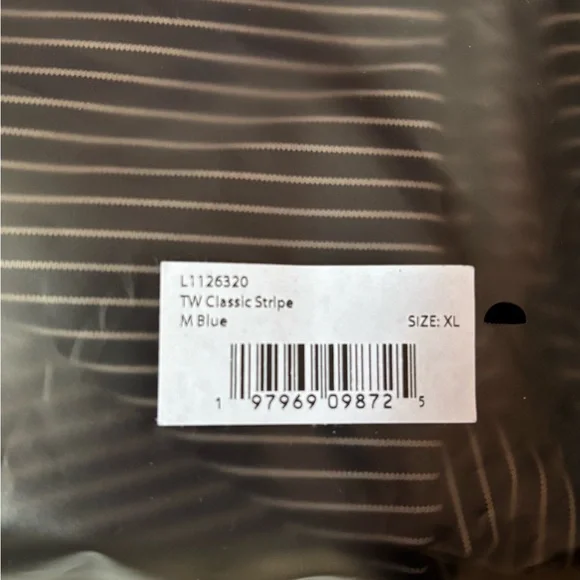 L1126320
TW Classic Stripe
M Blue SIZE: XL
1 97969 09872 5